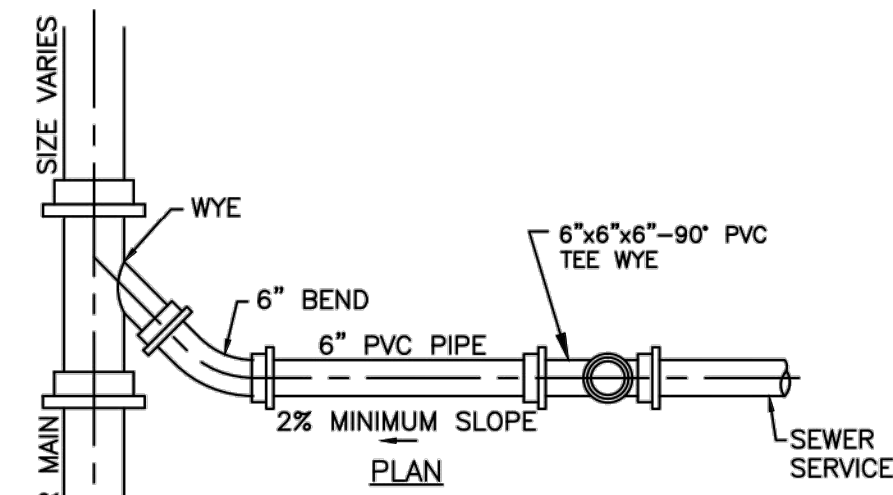 SIZE VARIES
WYE
6"x6"x6"-90° PVC
TEE WYE
6" BEND
6" PVC PIPE
2% MINIMUM SLOPE
PLAN
MAIN
SEWER
SERVICE